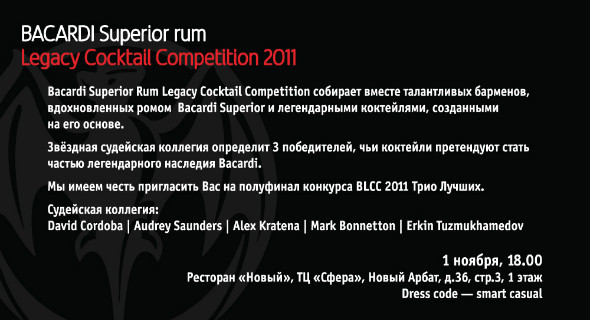 BACARDI Superior rum
Legacy Cocktail Competition 2011
Bacardi Superior Rum Legacy Cocktail Competition собирает вместе талантливых барменов,
вдохновленных ромом Bacardi Superior и легендарными коктейлями, созданными
на его основе.
Звёздная судейская коллегия определит 3 победителей, чьи коктейли претендуют стать
частью легендарного наследия Bacardi.
Мы имеем честь пригласить Вас на полуфинал конкурса BLCC 2011 Трио Лучших.
Судейская коллегия:
David Cordoba | Audrey Saunders | Alex Kratena | Mark Bonnetton | Erkin Tuzmukhamedov
1 ноября, 18.00
Ресторан «Новый», ТЦ «Сфера», Новый Арбат, д.36, стр.3, 1 этаж
Dress code — smart casual